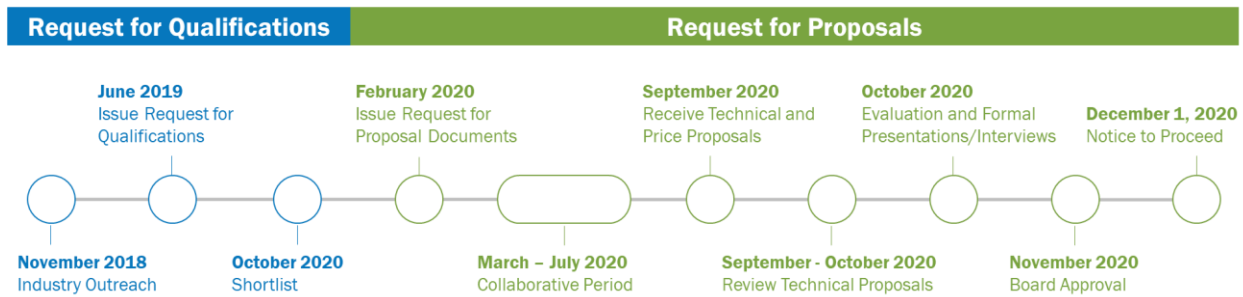 Request for Qualifications
Request for Proposals
June 2019
Issue Request for
Qualifications
February 2020
Issue Request for
Proposal Documents
September 2020
Receive Technical and
Price Proposals
October 2020
Evaluation and Formal
Presentations/Interviews
December 1, 2020
Notice to Proceed
November 2018
Industry Outreach
October 2020
Shortlist
March – July 2020
Collaborative Period
September - October 2020
Review Technical Proposals
November 2020
Board Approval